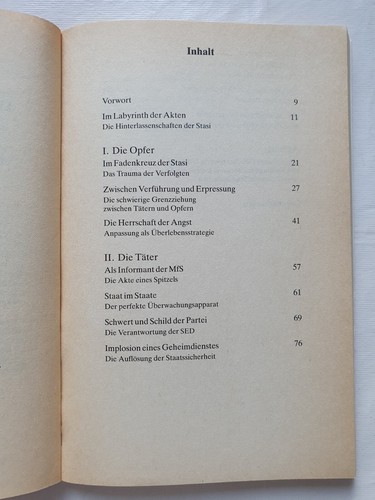 Inhalt
Vorwort 9
Im Labyrinth der Akten 11
Die Hinterlassenschaften der Stasi
I. Die Opfer
Im Fadenkreuz der Stasi 21
Das Trauma der Verfolgten
Zwischen Verführung und Erpressung 27
Die schwierige Grenzziehung
zwischen Tätern und Opfern
Die Herrschaft der Angst 41
Anpassung als Überlebensstrategie
II. Die Täter
Als Informant der MfS 57
Die Akte eines Spitzels
Staat im Staate 61
Der perfekte Überwachungsapparat
Schwert und Schild der Partei 69
Die Verantwortung der SED
Implosion eines Geheimdienstes 76
Die Auflösung der Staatssicherheit